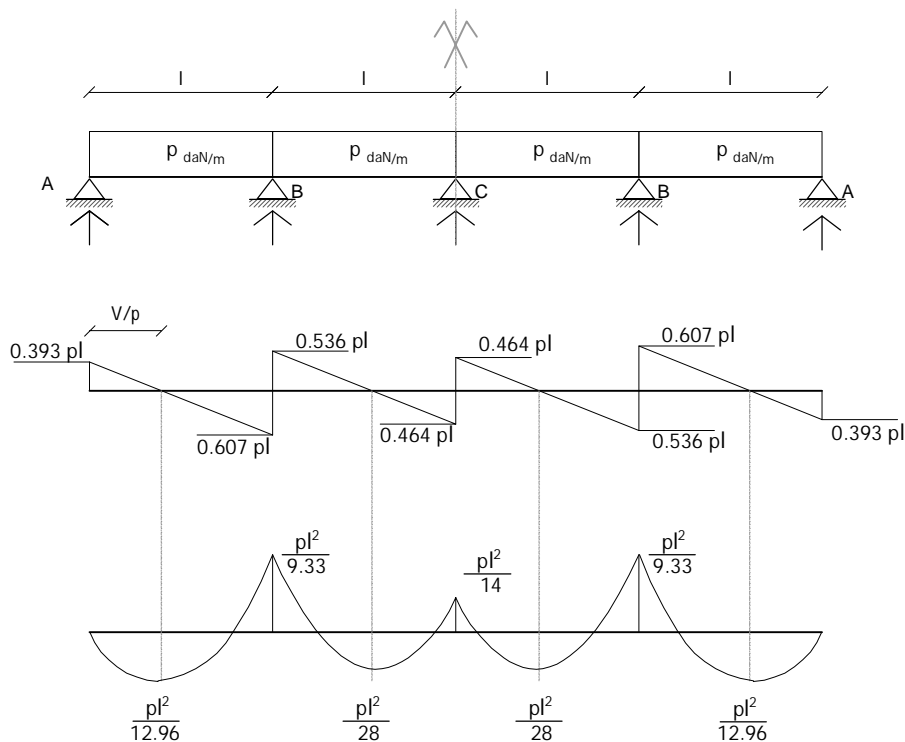 l l l l
p daN/m p daN/m p daN/m p daN/m
A B C B A
V/p
0.393 pl 0.536 pl 0.464 pl 0.607 pl
0.607 pl 0.464 pl 0.536 pl 0.393 pl
pl²/9.33 pl²/14 pl²/9.33
pl²/12.96 pl²/28 pl²/28 pl²/12.96